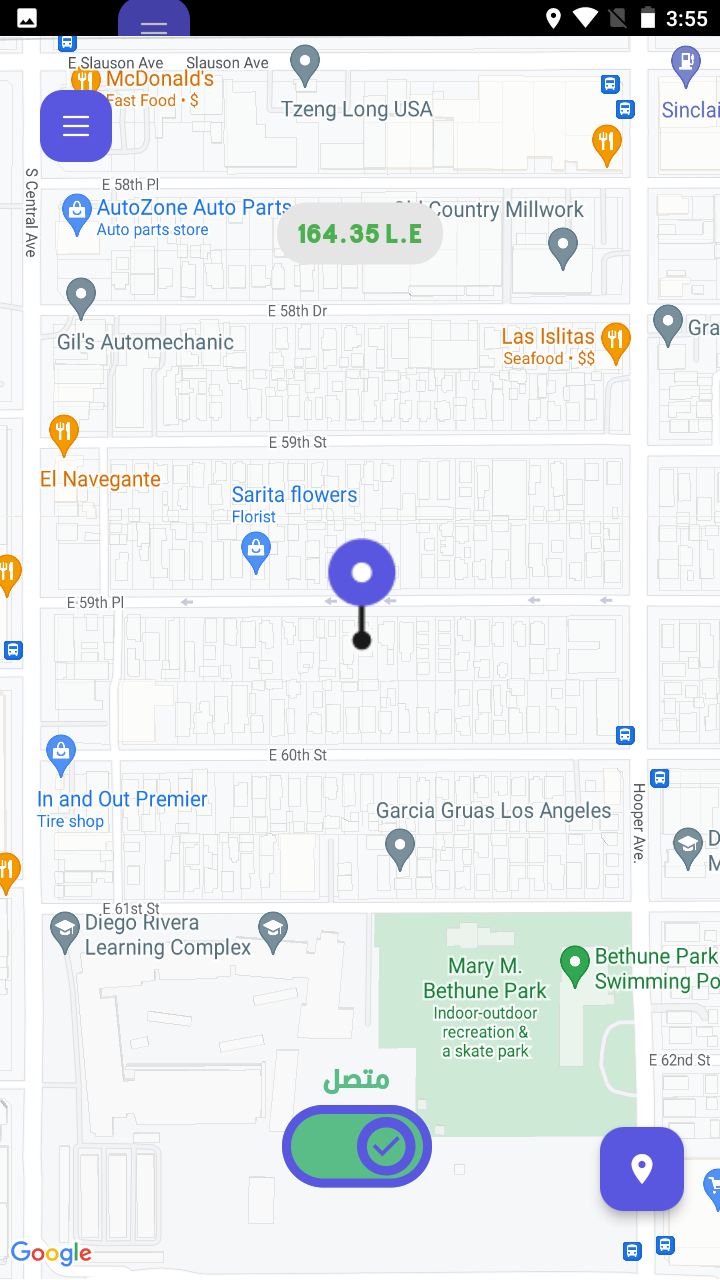 3:55
E Slauson Ave
Slauson Ave
McDonald's
Fast Food • $
Tzeng Long USA
Sinclai
E 58th Pl
S Central Ave
AutoZone Auto Parts
Auto parts store
Country Millwork
164.35 L.E
E 58th Dr
Gil's Automechanic
Las Islitas
Seafood • $$
Gra
E 59th St
El Navegante
Sarita flowers
Florist
E 59th Pl
E 60th St
In and Out Premier
Tire shop
Garcia Gruas Los Angeles
Hooper Ave.
D
M
E 61st St
Diego Rivera
Learning Complex
Mary M.
Bethune Park
Indoor-outdoor
recreation &
a skate park
Bethune Park
Swimming Po
E 62nd St
متصل
Google